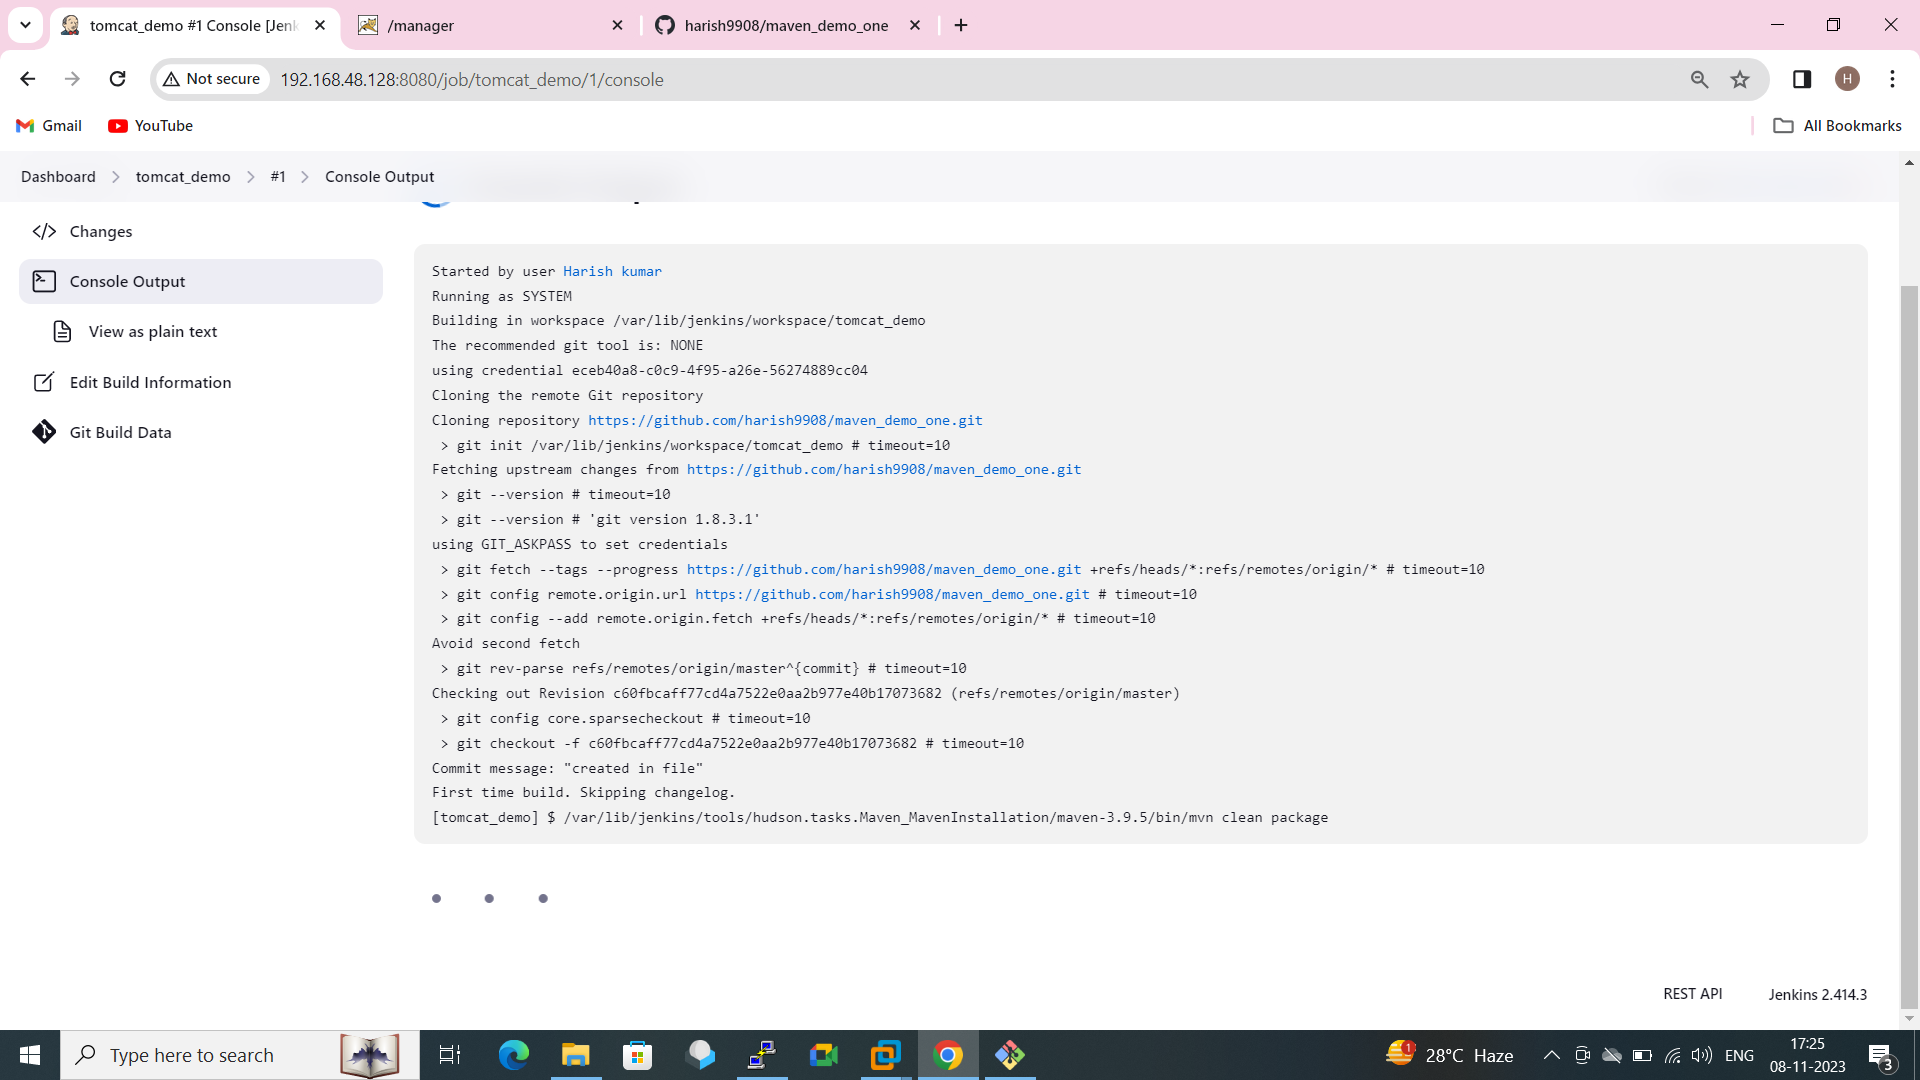 tomcat_demo #1 Console [Jenk
/manager
harish9908/maven_demo_one
Not secure
192.168.48.128:8080/job/tomcat_demo/1/console
H
Gmail
YouTube
All Bookmarks
Dashboard
tomcat_demo
#1
Console Output
Changes
Console Output
View as plain text
Edit Build Information
Git Build Data
Started by user Harish kumar
Running as SYSTEM
Building in workspace /var/lib/jenkins/workspace/tomcat_demo
The recommended git tool is: NONE
using credential eceb40a8-c0c9-4f95-a26e-56274889cc04
Cloning the remote Git repository
Cloning repository https://github.com/harish9908/maven_demo_one.git
> git init /var/lib/jenkins/workspace/tomcat_demo # timeout=10
Fetching upstream changes from https://github.com/harish9908/maven_demo_one.git
> git --version # timeout=10
> git --version # 'git version 1.8.3.1'
using GIT_ASKPASS to set credentials
> git fetch --tags --progress https://github.com/harish9908/maven_demo_one.git +refs/heads/*:refs/remotes/origin/* # timeout=10
> git config remote.origin.url https://github.com/harish9908/maven_demo_one.git # timeout=10
> git config --add remote.origin.fetch +refs/heads/*:refs/remotes/origin/* # timeout=10
Avoid second fetch
> git rev-parse refs/remotes/origin/master^{commit} # timeout=10
Checking out Revision c60fbcaff77cd4a7522e0aa2b977e40b17073682 (refs/remotes/origin/master)
> git config core.sparsecheckout # timeout=10
> git checkout -f c60fbcaff77cd4a7522e0aa2b977e40b17073682 # timeout=10
Commit message: "created in file"
First time build. Skipping changelog.
[tomcat_demo] $ /var/lib/jenkins/tools/hudson.tasks.Maven_MavenInstallation/maven-3.9.5/bin/mvn clean package
REST API
Jenkins 2.414.3
Type here to search
1
28°C Haze
ENG
17:25
08-11-2023
3